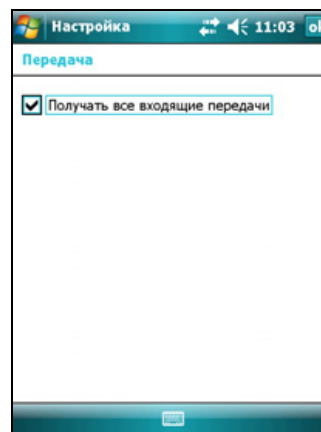 Настройка 11:03 ok
Передача
Получать все входящие передачи